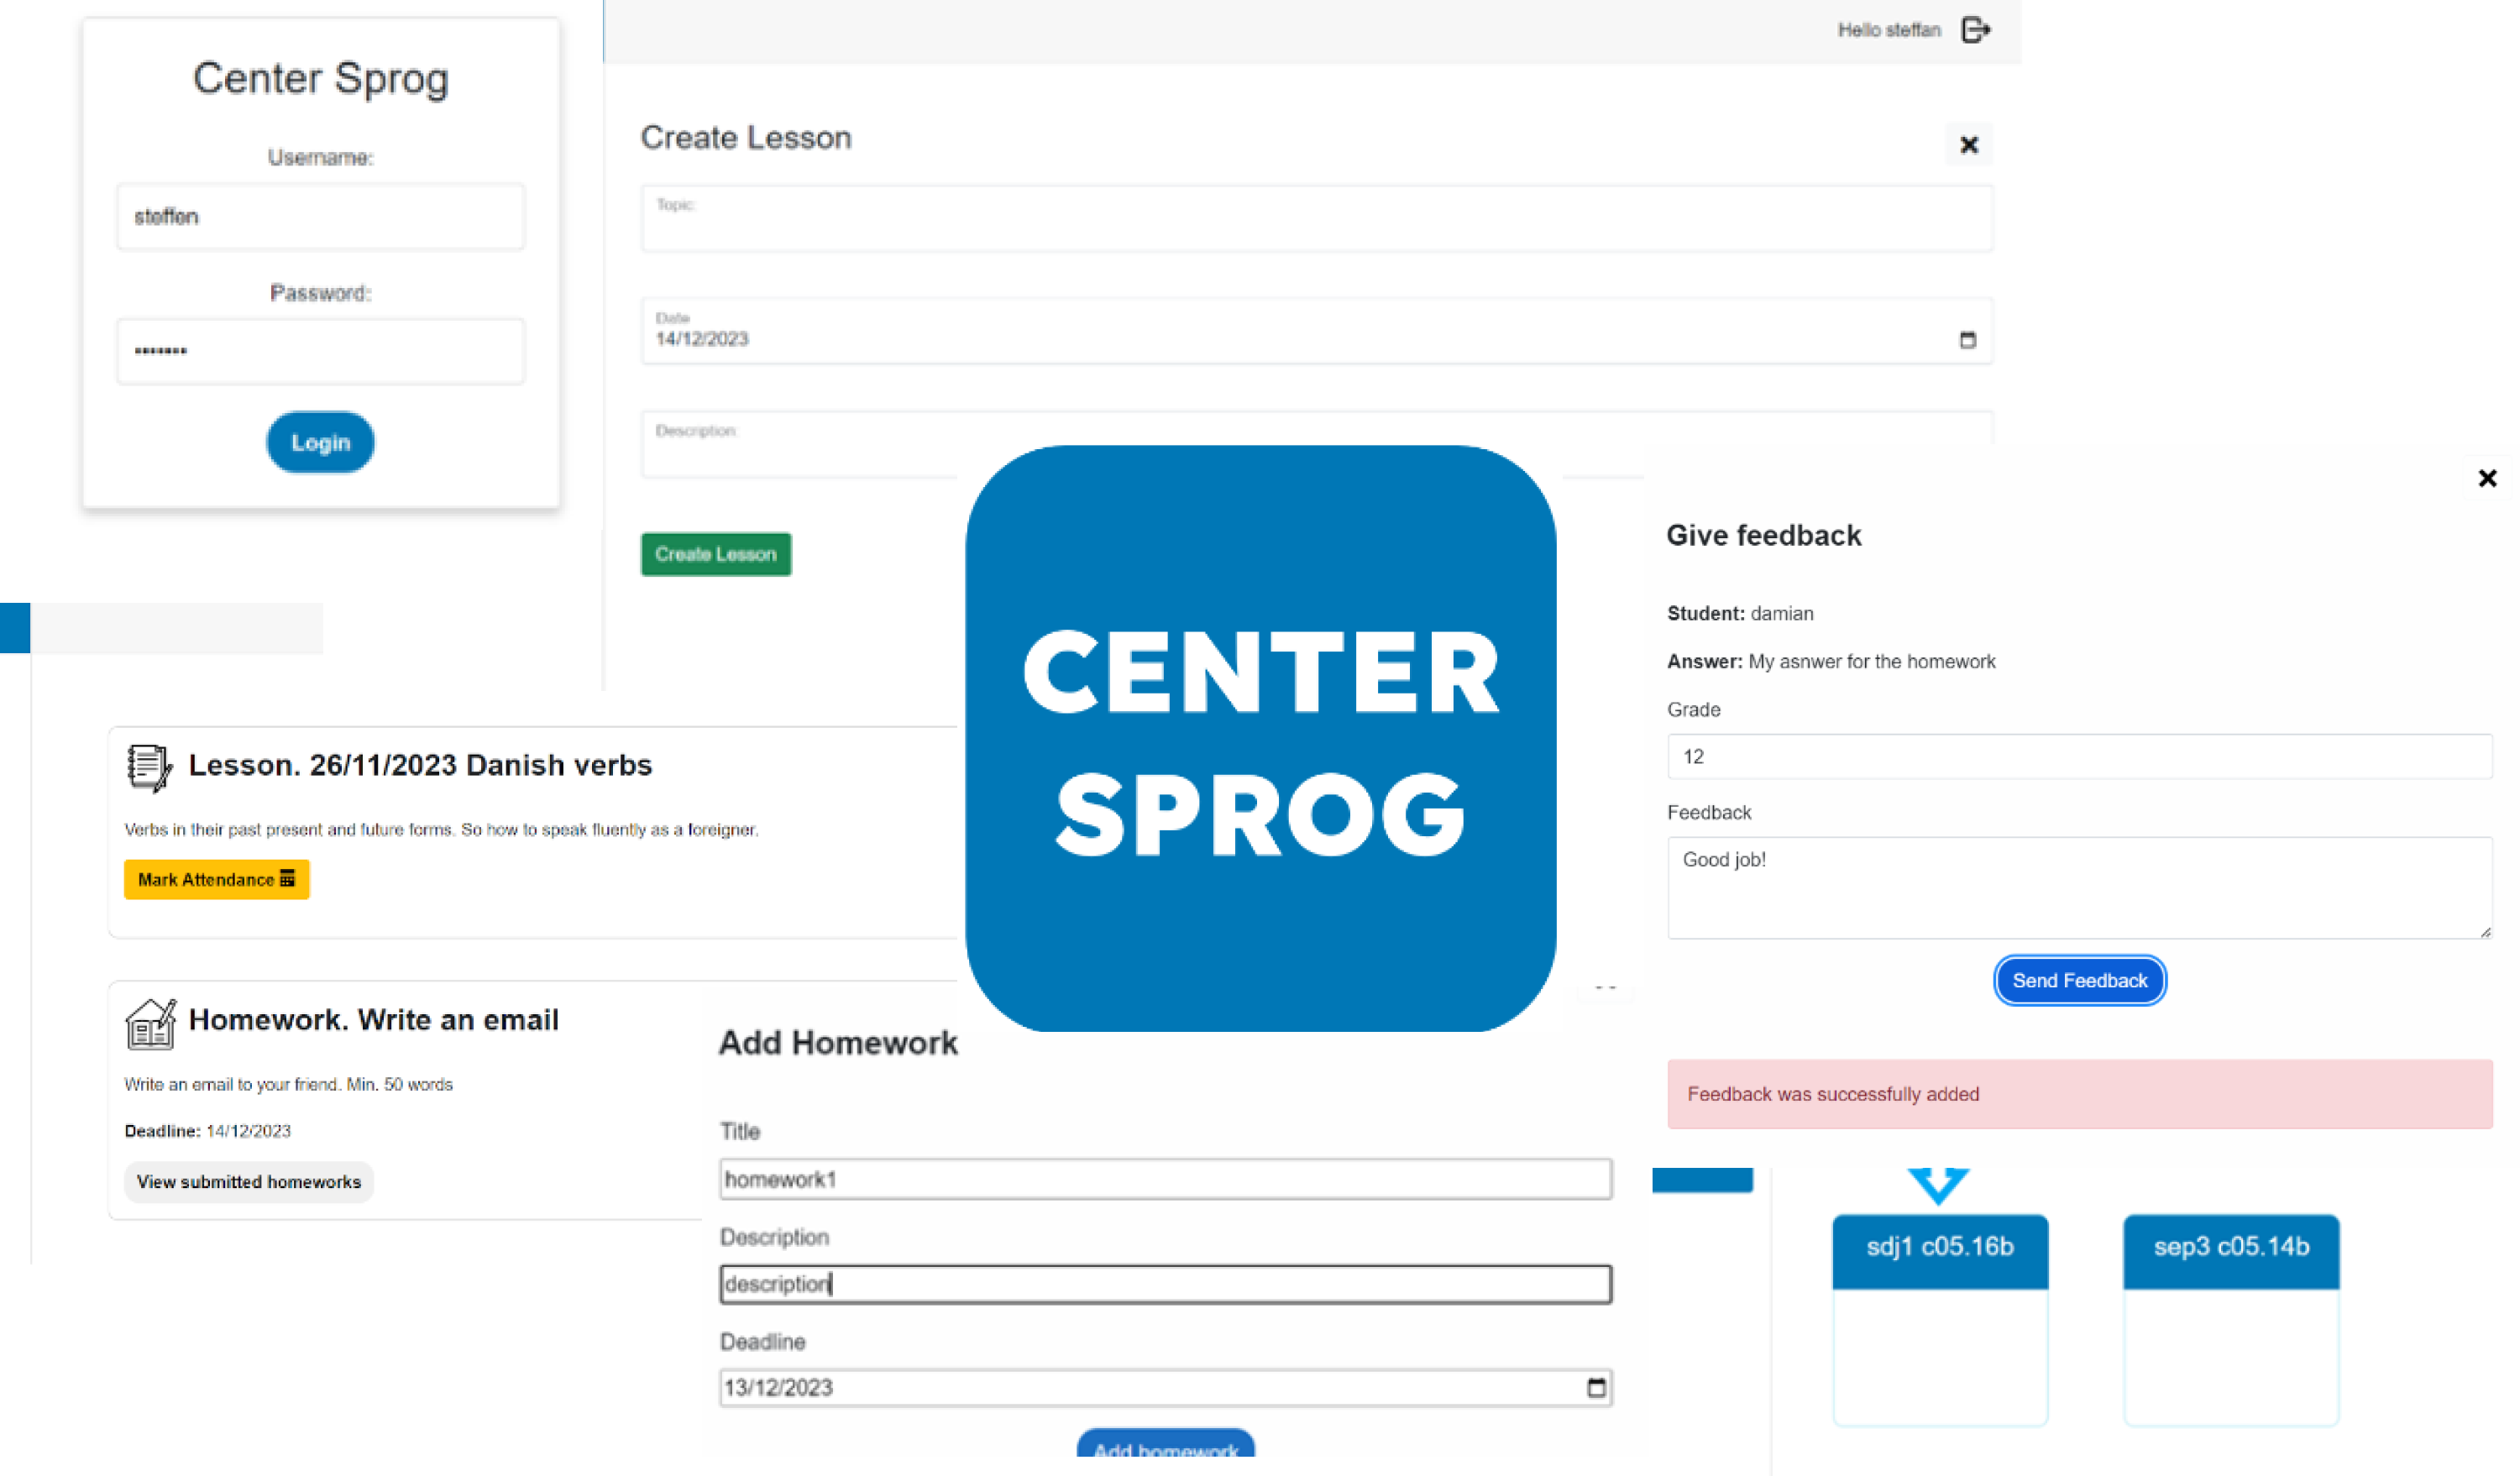 Center Sprog
Username:
steffen
Password:
Login
Hello steffan
Create Lesson
Topic:
Date
14/12/2023
Description:
Create Lesson
CENTER
SPROG
Give feedback
Student: damian
Answer: My asnwer for the homework
Grade
12
Feedback
Good job!
Send Feedback
Feedback was successfully added
Lesson. 26/11/2023 Danish verbs
Verbs in their past present and future forms. So how to speak fluently as a foreigner.
Mark Attendance
Homework. Write an email
Write an email to your friend. Min. 50 words
Deadline: 14/12/2023
View submitted homeworks
Add Homework
Title
homework1
Description
description
Deadline
13/12/2023
Add homework
sdj1 c05.16b
sep3 c05.14b